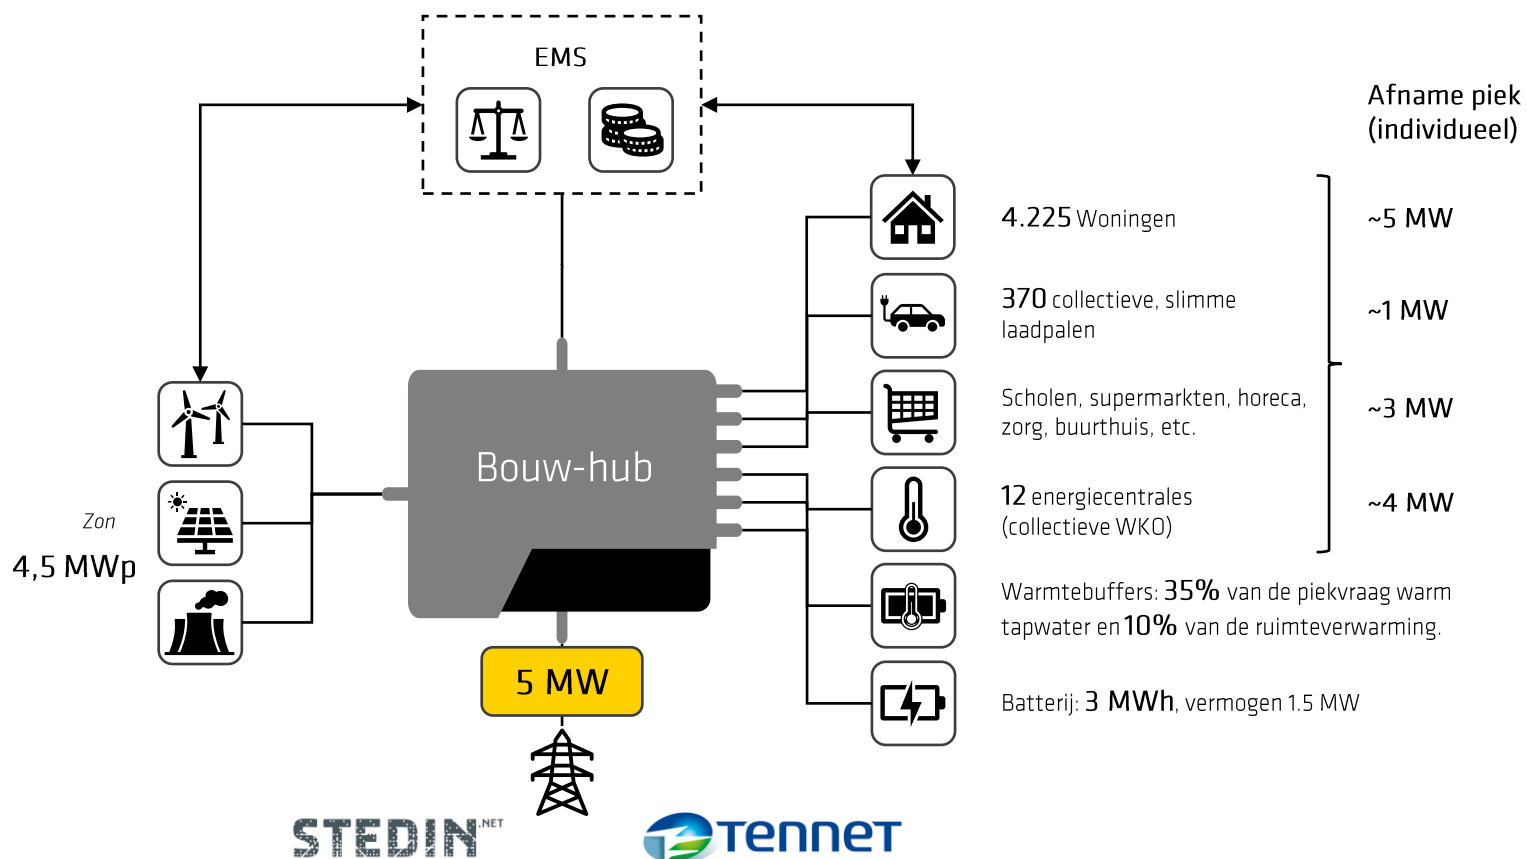 EMS
Afname piek
(individueel)
4.225 Woningen
~5 MW
370 collectieve, slimme
laadpalen
~1 MW
Scholen, supermarkten, horeca,
zorg, buurthuis, etc.
~3 MW
Bouw-hub
12 energiecentrales
(collectieve WKO)
~4 MW
Zon
4,5 MWp
Warmtebuffers: 35% van de piekvraag warm
tapwater en 10% van de ruimteverwarming.
5 MW
Batterij: 3 MWh, vermogen 1.5 MW
STEDIN.NET
TENNET